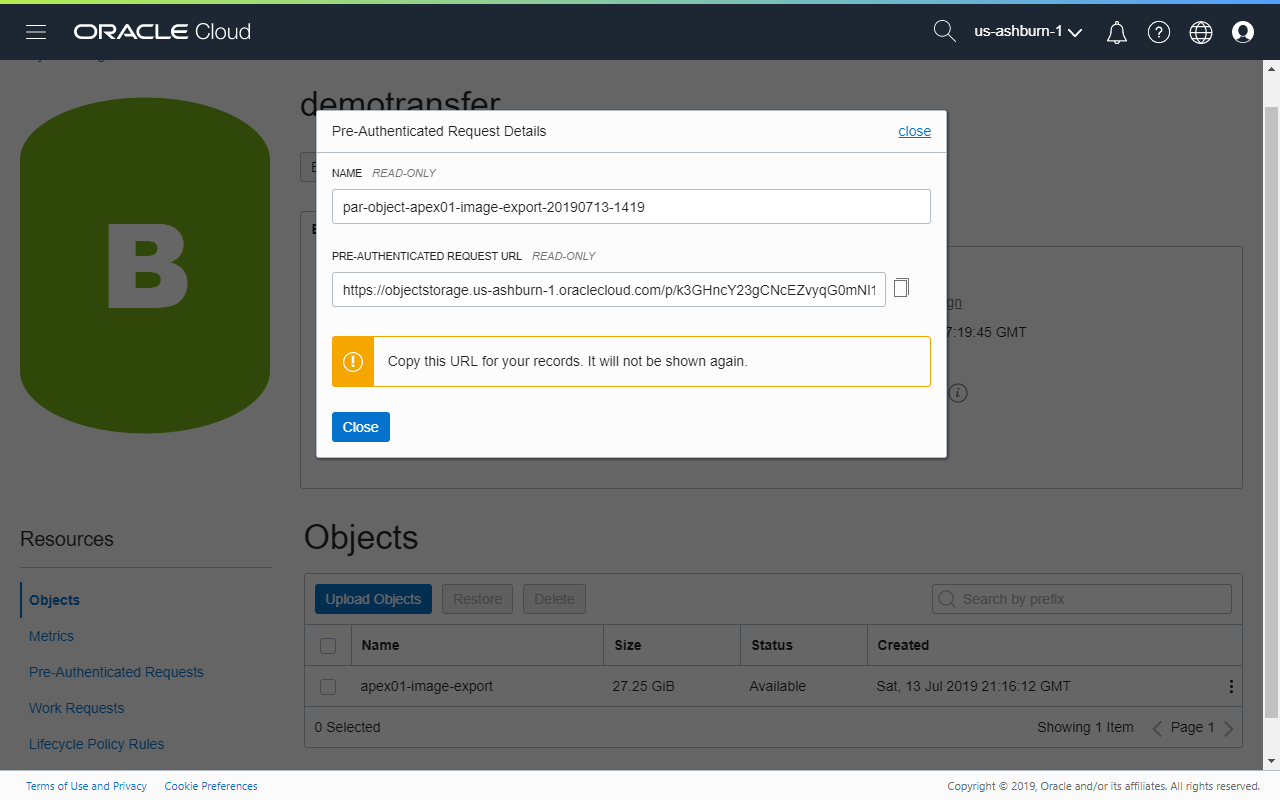 ORACLE Cloud
us-ashburn-1
demotransfer
Pre-Authenticated Request Details
close
NAME READ-ONLY
par-object-apex01-image-export-20190713-1419
PRE-AUTHENTICATED REQUEST URL READ-ONLY
https://objectstorage.us-ashburn-1.oraclecloud.com/p/k3GHncY23gCNcEZvyqG0mNI1
Copy this URL for your records. It will not be shown again.
Close
7:19:45 GMT
B
Resources
Objects
Metrics
Pre-Authenticated Requests
Work Requests
Lifecycle Policy Rules
Objects
Upload Objects
Restore
Delete
Search by prefix
Name Size Status Created
apex01-image-export 27.25 GiB Available Sat, 13 Jul 2019 21:16:12 GMT
0 Selected
Showing 1 Item
Page 1
Terms of Use and Privacy
Cookie Preferences
Copyright © 2019, Oracle and/or its affiliates. All rights reserved.